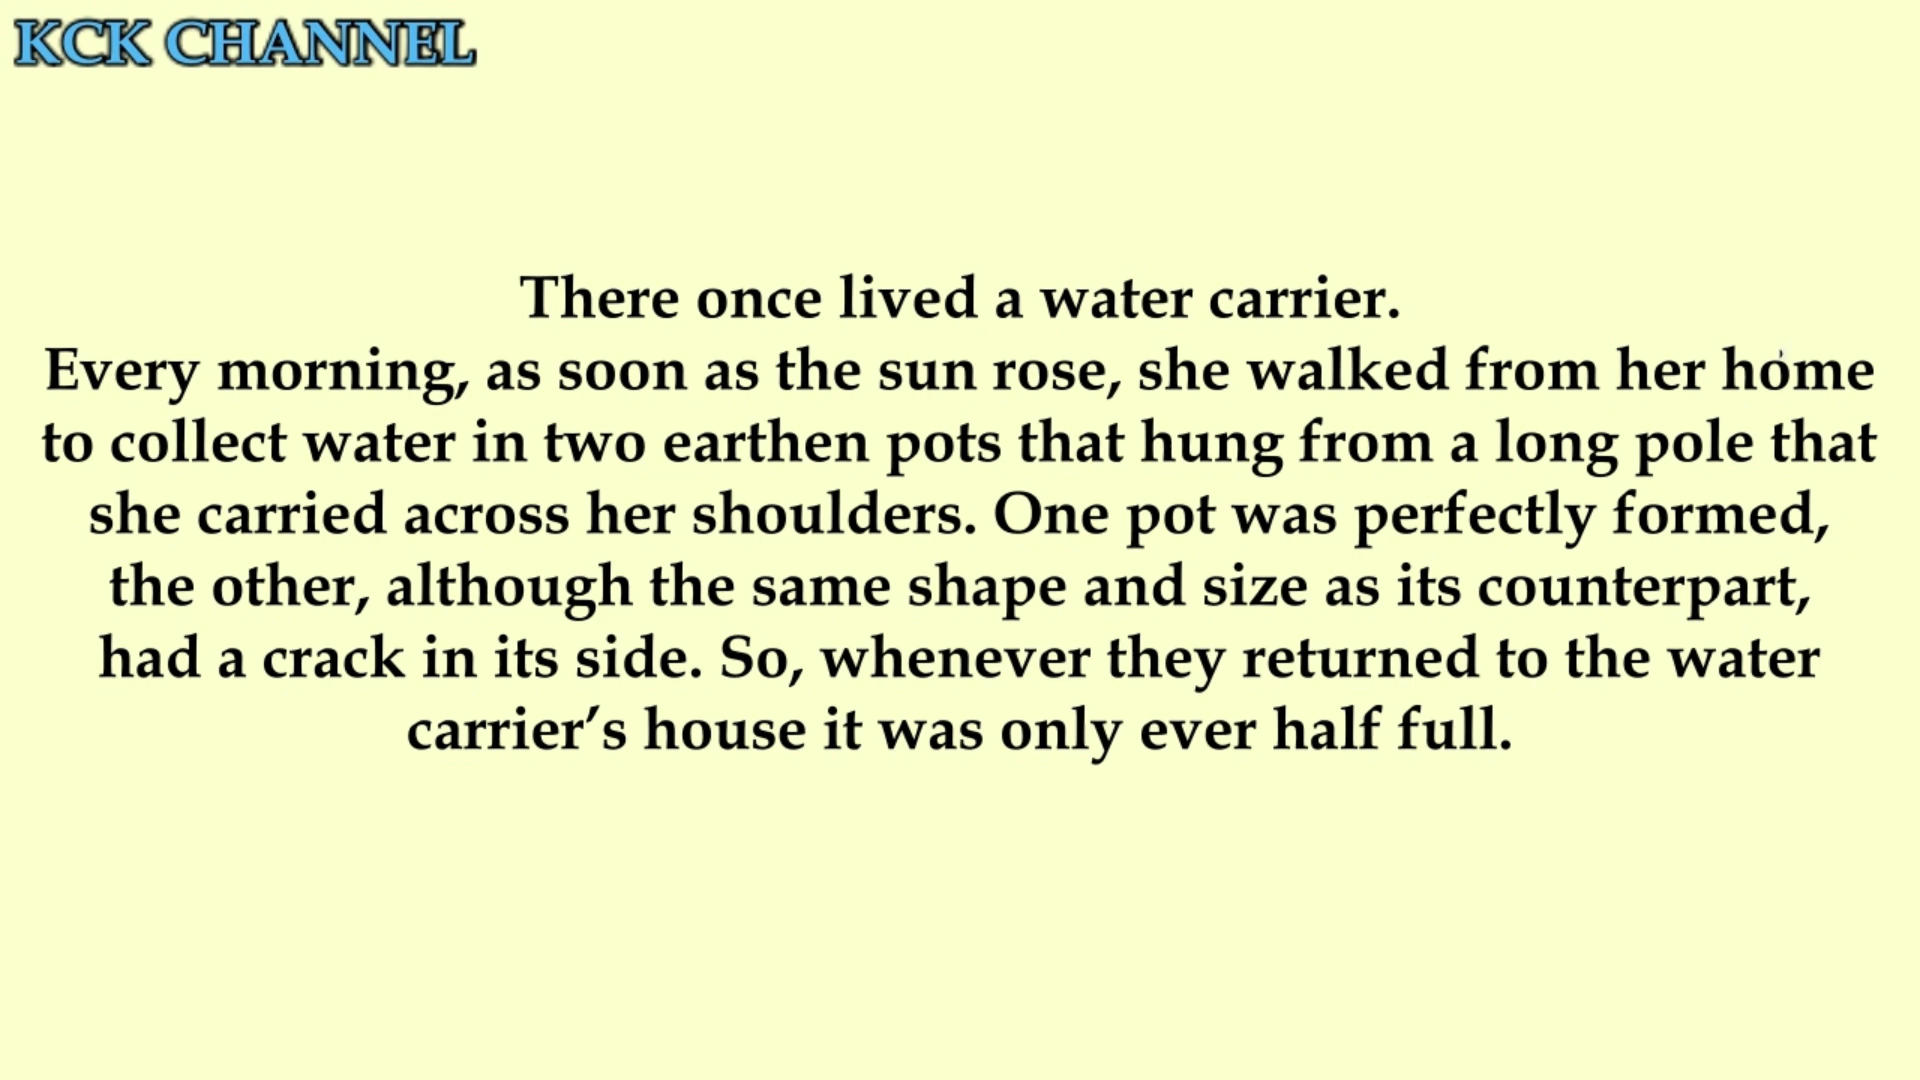 KCK CHANNEL
There once lived a water carrier.
Every morning, as soon as the sun rose, she walked from her home
to collect water in two earthen pots that hung from a long pole that
she carried across her shoulders. One pot was perfectly formed,
the other, although the same shape and size as its counterpart,
had a crack in its side. So, whenever they returned to the water
carrier’s house it was only ever half full.